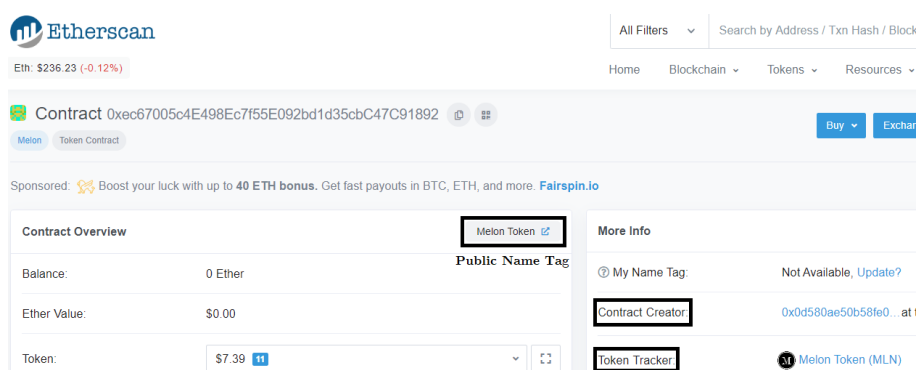 Etherscan
All Filters
Search by Address / Txn Hash / Block
Eth: $236.23 (-0.12%)
Home Blockchain Tokens Resources
Contract 0xec67005c4E498Ec7f55E092bd1d35cbC47C91892
Melon Token Contract
Buy Exchan
Sponsored: Boost your luck with up to 40 ETH bonus. Get fast payouts in BTC, ETH, and more. Fairspin.io
Contract Overview
Melon Token
Public Name Tag
Balance: 0 Ether
Ether Value: $0.00
Token: $7.39 11
More Info
My Name Tag: Not Available, Update?
Contract Creator: 0x0d580ae50b58fe0...at t
Token Tracker: M Melon Token (MLN)